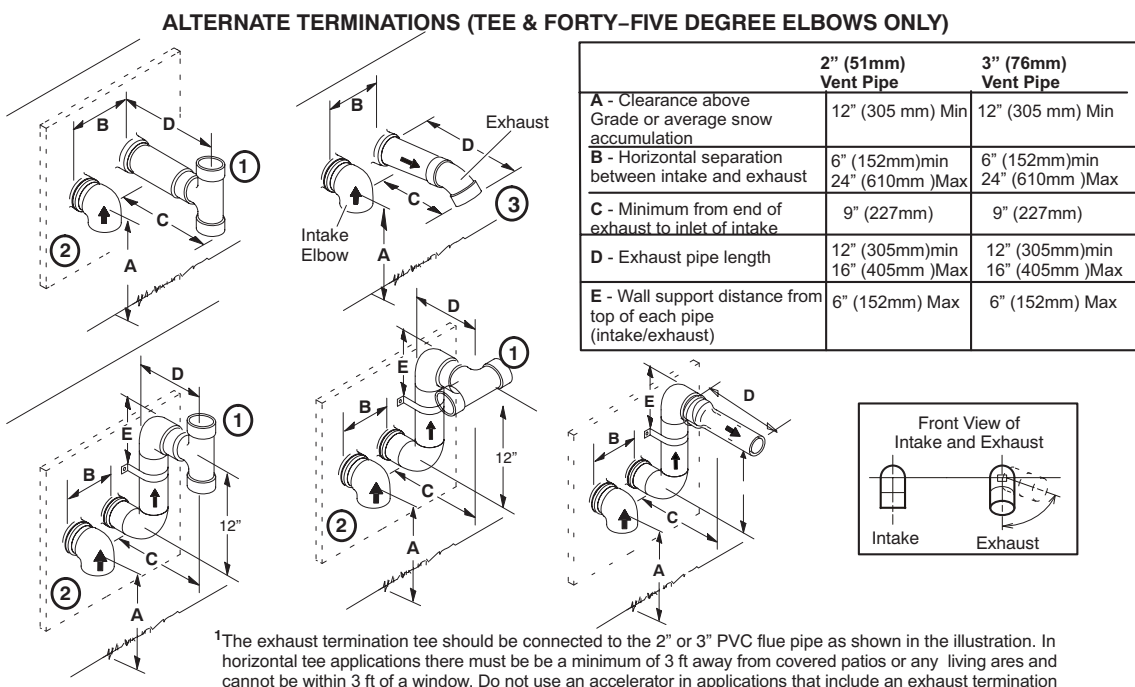 ALTERNATE TERMINATIONS (TEE & FORTY–FIVE DEGREE ELBOWS ONLY)
B
D
1
2
C
A
B
D
Exhaust
3
C
Intake
Elbow
A
2” (51mm)
Vent Pipe
3” (76mm)
Vent Pipe
A - Clearance above
Grade or average snow
accumulation
12” (305 mm) Min
12” (305 mm) Min
B - Horizontal separation
between intake and exhaust
6” (152mm)min
24” (610mm )Max
6” (152mm)min
24” (610mm )Max
C - Minimum from end of
exhaust to inlet of intake
9” (227mm)
9” (227mm)
D - Exhaust pipe length
12” (305mm)min
16” (405mm )Max
12” (305mm)min
16” (405mm )Max
E - Wall support distance from
top of each pipe
(intake/exhaust)
6” (152mm) Max
6” (152mm) Max
D
1
E
B
12”
C
2
A
D
1
E
B
12”
C
2
A
E
D
B
C
A
Front View of
Intake and Exhaust
Intake
Exhaust
1The exhaust termination tee should be connected to the 2” or 3” PVC flue pipe as shown in the illustration. In
horizontal tee applications there must be be a minimum of 3 ft away from covered patios or any living ares and
cannot be within 3 ft of a window. Do not use an accelerator in applications that include an exhaust termination